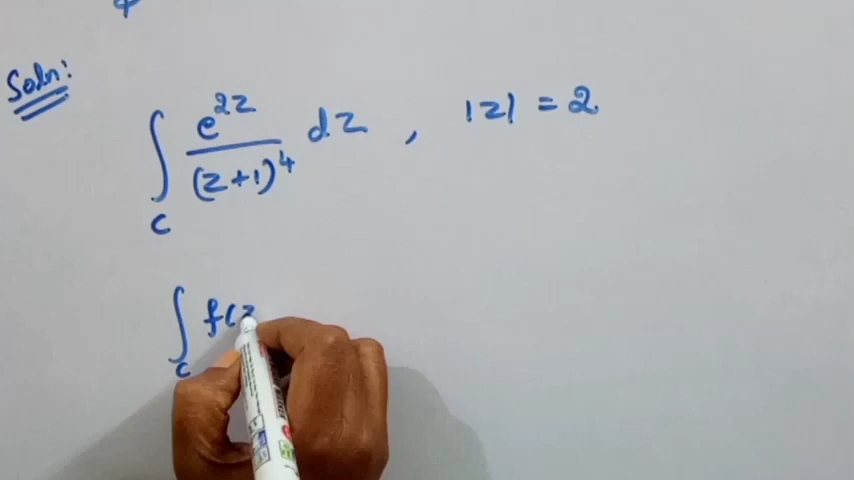 Soln:
∫_C e^{2z}/(z+1)^4 dz , |z| = 2
∫_C f(z